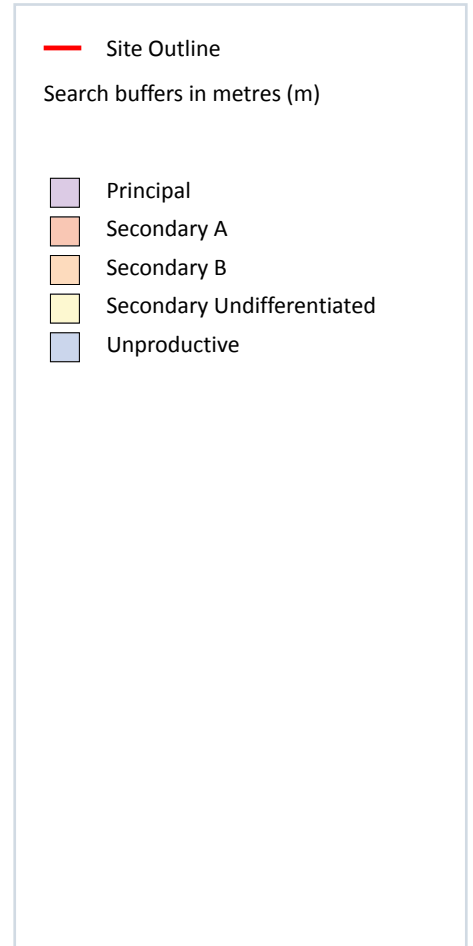 Site Outline
Search buffers in metres (m)
Principal
Secondary A
Secondary B
Secondary Undifferentiated
Unproductive